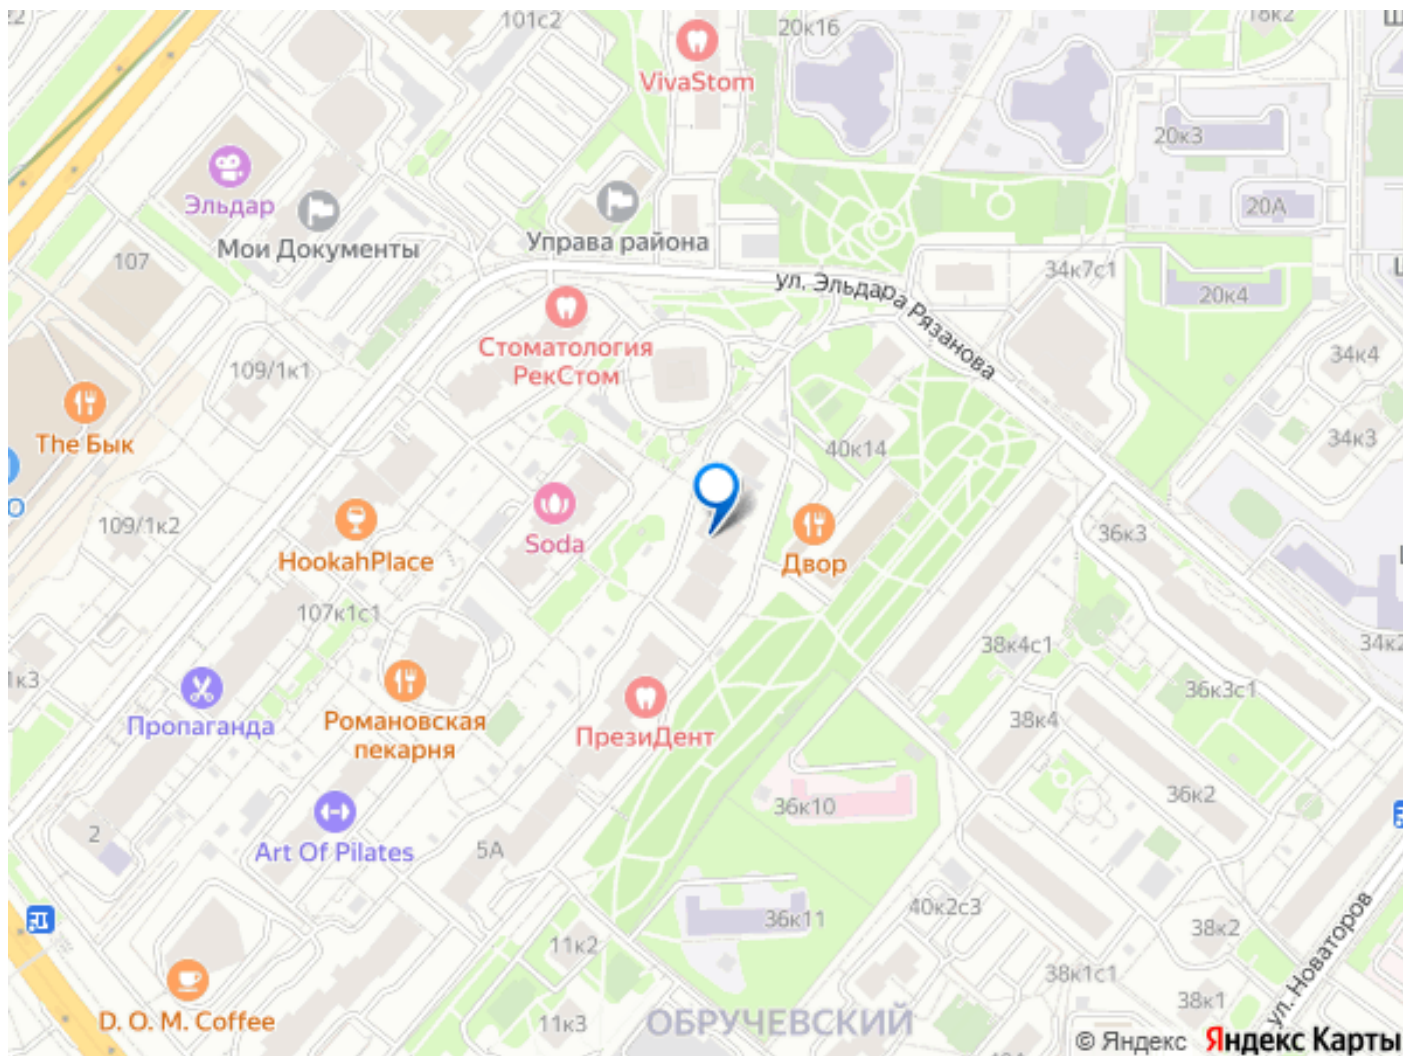 101с2
20к16
18к2
VivaStom
20к3
Эльдар
20А
Мои Документы
Управа района
107
34к7с1
ул. Эльдара Рязанова
20к4
Стоматология
РекСтом
109/1к1
34к4
The Бык
40к14
34к3
109/1к2
HookahPlace
Soda
Двор
36к3
107к1с1
38к4с1
34к2
1к3
36к3с1
Пропаганда
Романовская
пекарня
ПрезиДент
38к4
36к10
36к2
2
Art Of Pilates
5А
36к11
40к2с3
11к2
38к2
ул. Новаторов
38к1с1
38к1
D. O. M. Coffee
11к3
ОБРУЧЕВСКИЙ
© Яндекс Яндекс Карты